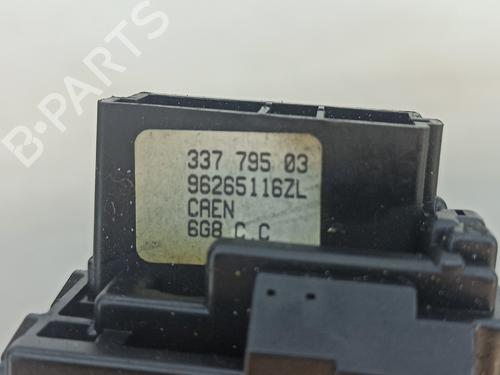 B-PARTS
337 795 03
96265116ZL
CAEN
6G8 C.C